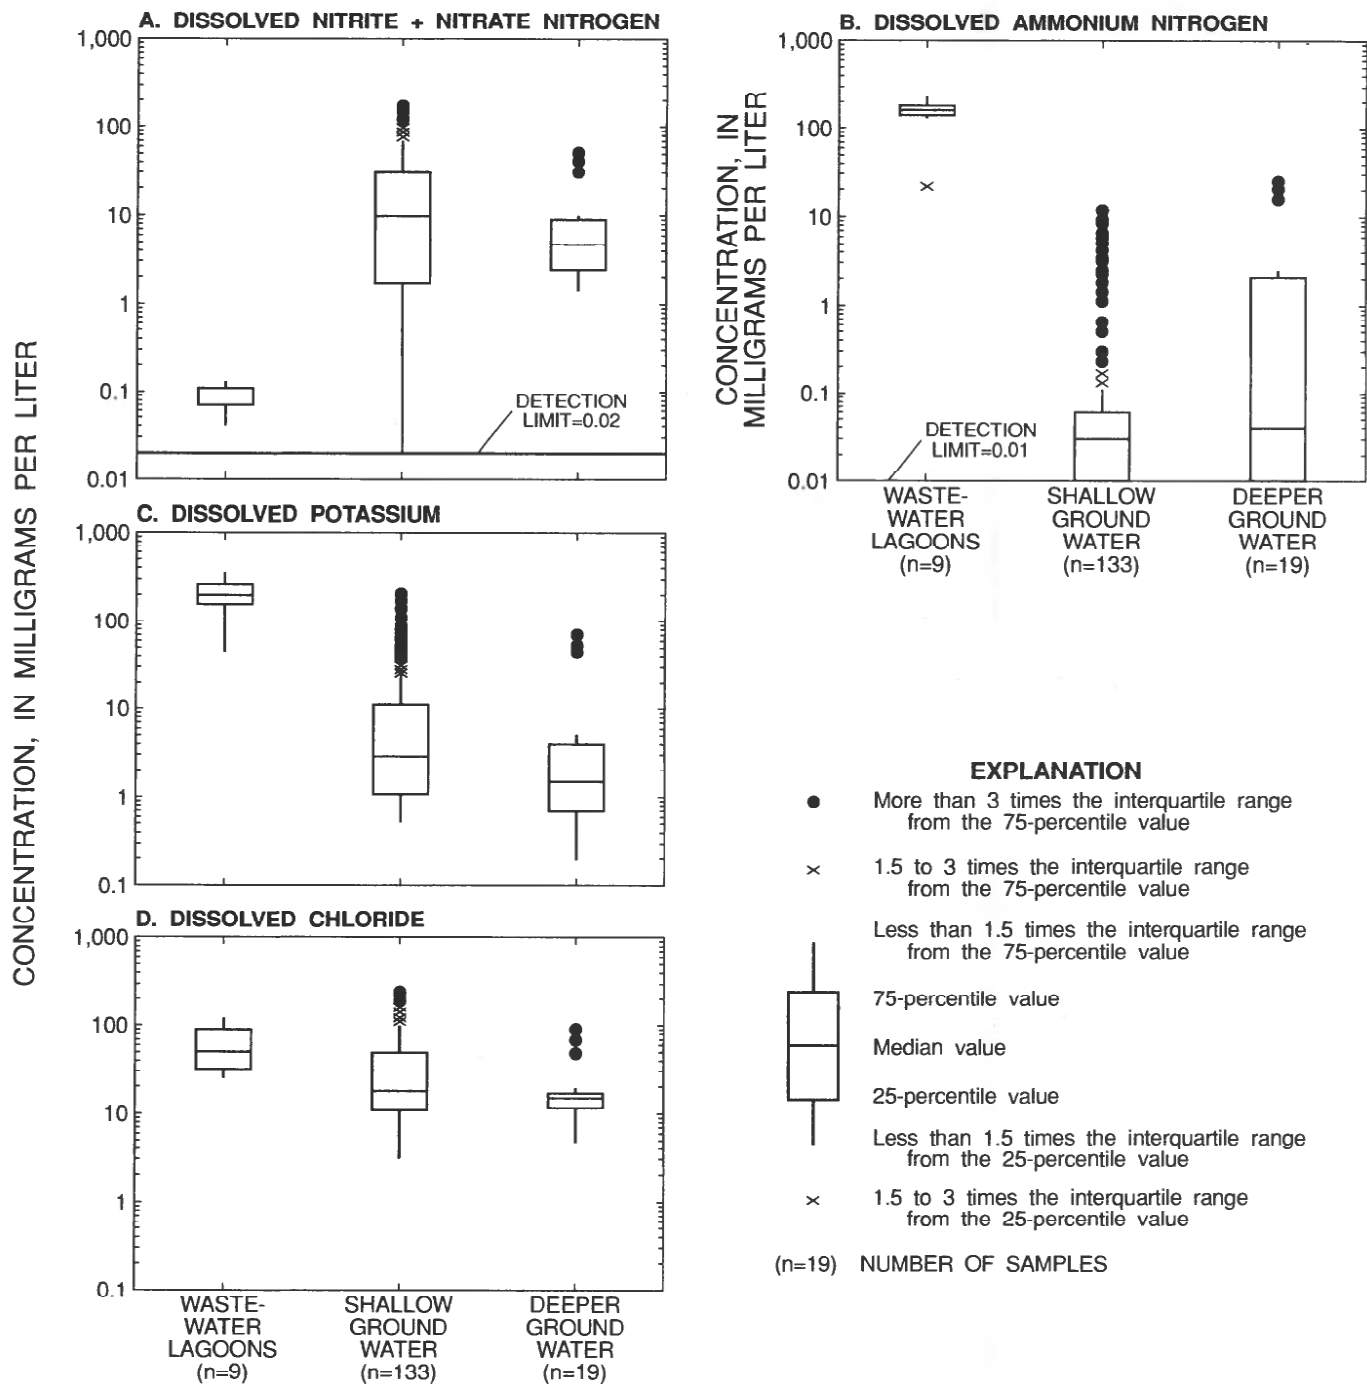 A. DISSOLVED NITRITE + NITRATE NITROGEN
1,000
100
10
1
0.1
0.01
DETECTION
LIMIT=0.02
B. DISSOLVED AMMONIUM NITROGEN
CONCENTRATION, IN
MILLIGRAMS PER LITER
1,000
100
10
1
0.1
0.01
DETECTION
LIMIT=0.01
WASTE-
WATER
LAGOONS
(n=9)
SHALLOW
GROUND
WATER
(n=133)
DEEPER
GROUND
WATER
(n=19)
CONCENTRATION, IN MILLIGRAMS PER LITER
C. DISSOLVED POTASSIUM
1,000
100
10
1
0.1
D. DISSOLVED CHLORIDE
1,000
100
10
1
0.1
WASTE-
WATER
LAGOONS
(n=9)
SHALLOW
GROUND
WATER
(n=133)
DEEPER
GROUND
WATER
(n=19)
EXPLANATION
More than 3 times the interquartile range
from the 75-percentile value
1.5 to 3 times the interquartile range
from the 75-percentile value
Less than 1.5 times the interquartile range
from the 75-percentile value
75-percentile value
Median value
25-percentile value
Less than 1.5 times the interquartile range
from the 25-percentile value
1.5 to 3 times the interquartile range
from the 25-percentile value
(n=19) NUMBER OF SAMPLES